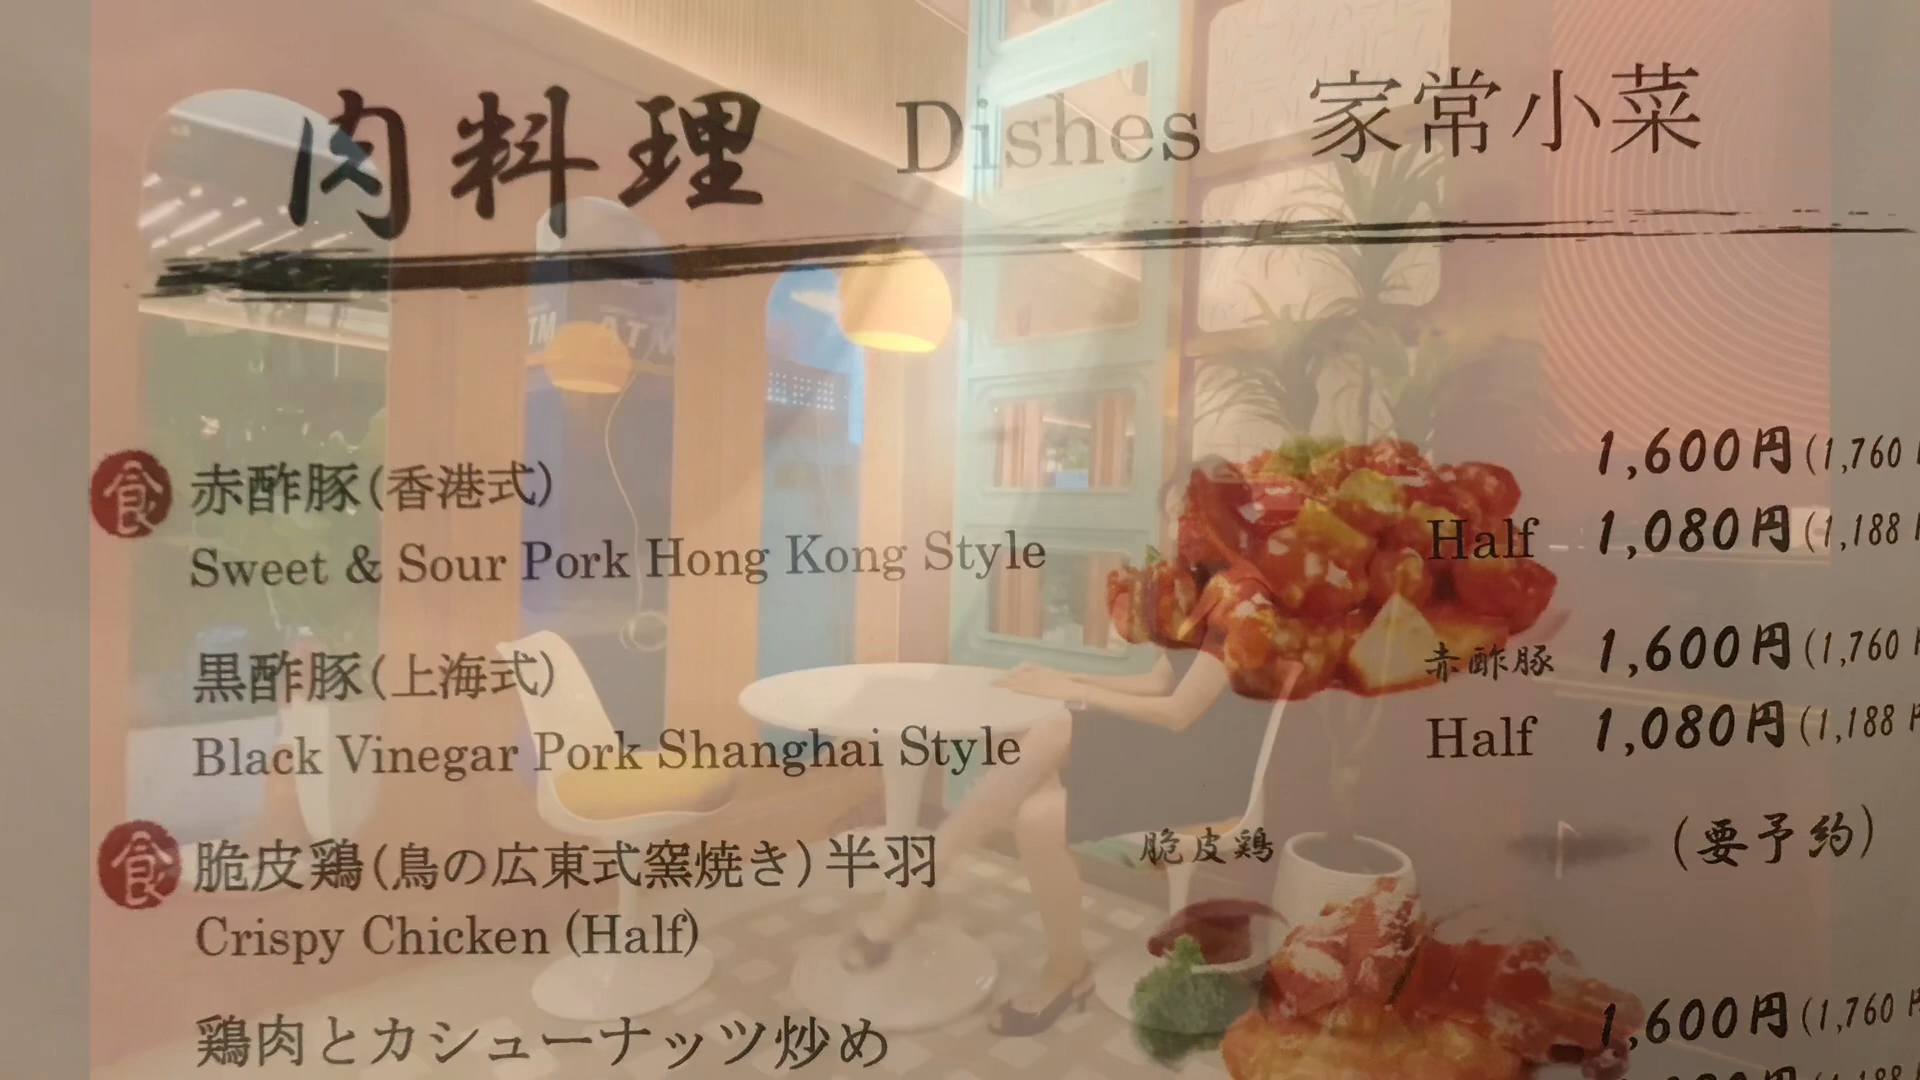 肉料理 Dishes 家常小菜
食 赤酢豚(香港式) 1,600円(1,760
Sweet & Sour Pork Hong Kong Style Half 1,080円(1,188
黒酢豚(上海式) 赤酢豚 1,600円(1,760
Black Vinegar Pork Shanghai Style Half 1,080円(1,188
食 脆皮鶏(鳥の広東式窯焼き)半羽 脆皮鶏 (要予約)
Crispy Chicken (Half)
鶏肉とカシューナッツ炒め 1,600円(1,760